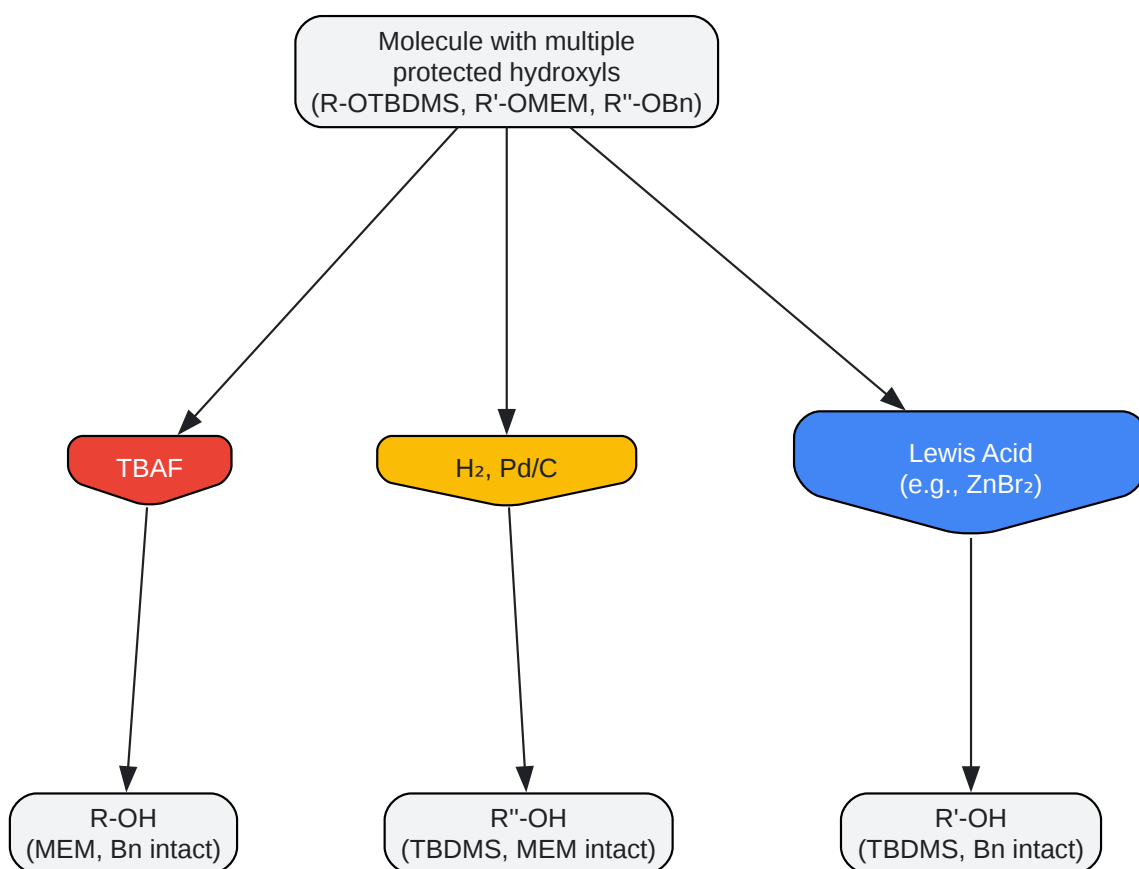 Molecule with multiple
protected hydroxyls
(R-OTBDMS, R'-OMEM, R''-OBn)
TBAF
H₂, Pd/C
Lewis Acid
(e.g., ZnBr₂)
R-OH
(MEM, Bn intact)
R''-OH
(TBDMS, MEM intact)
R'-OH
(TBDMS, Bn intact)